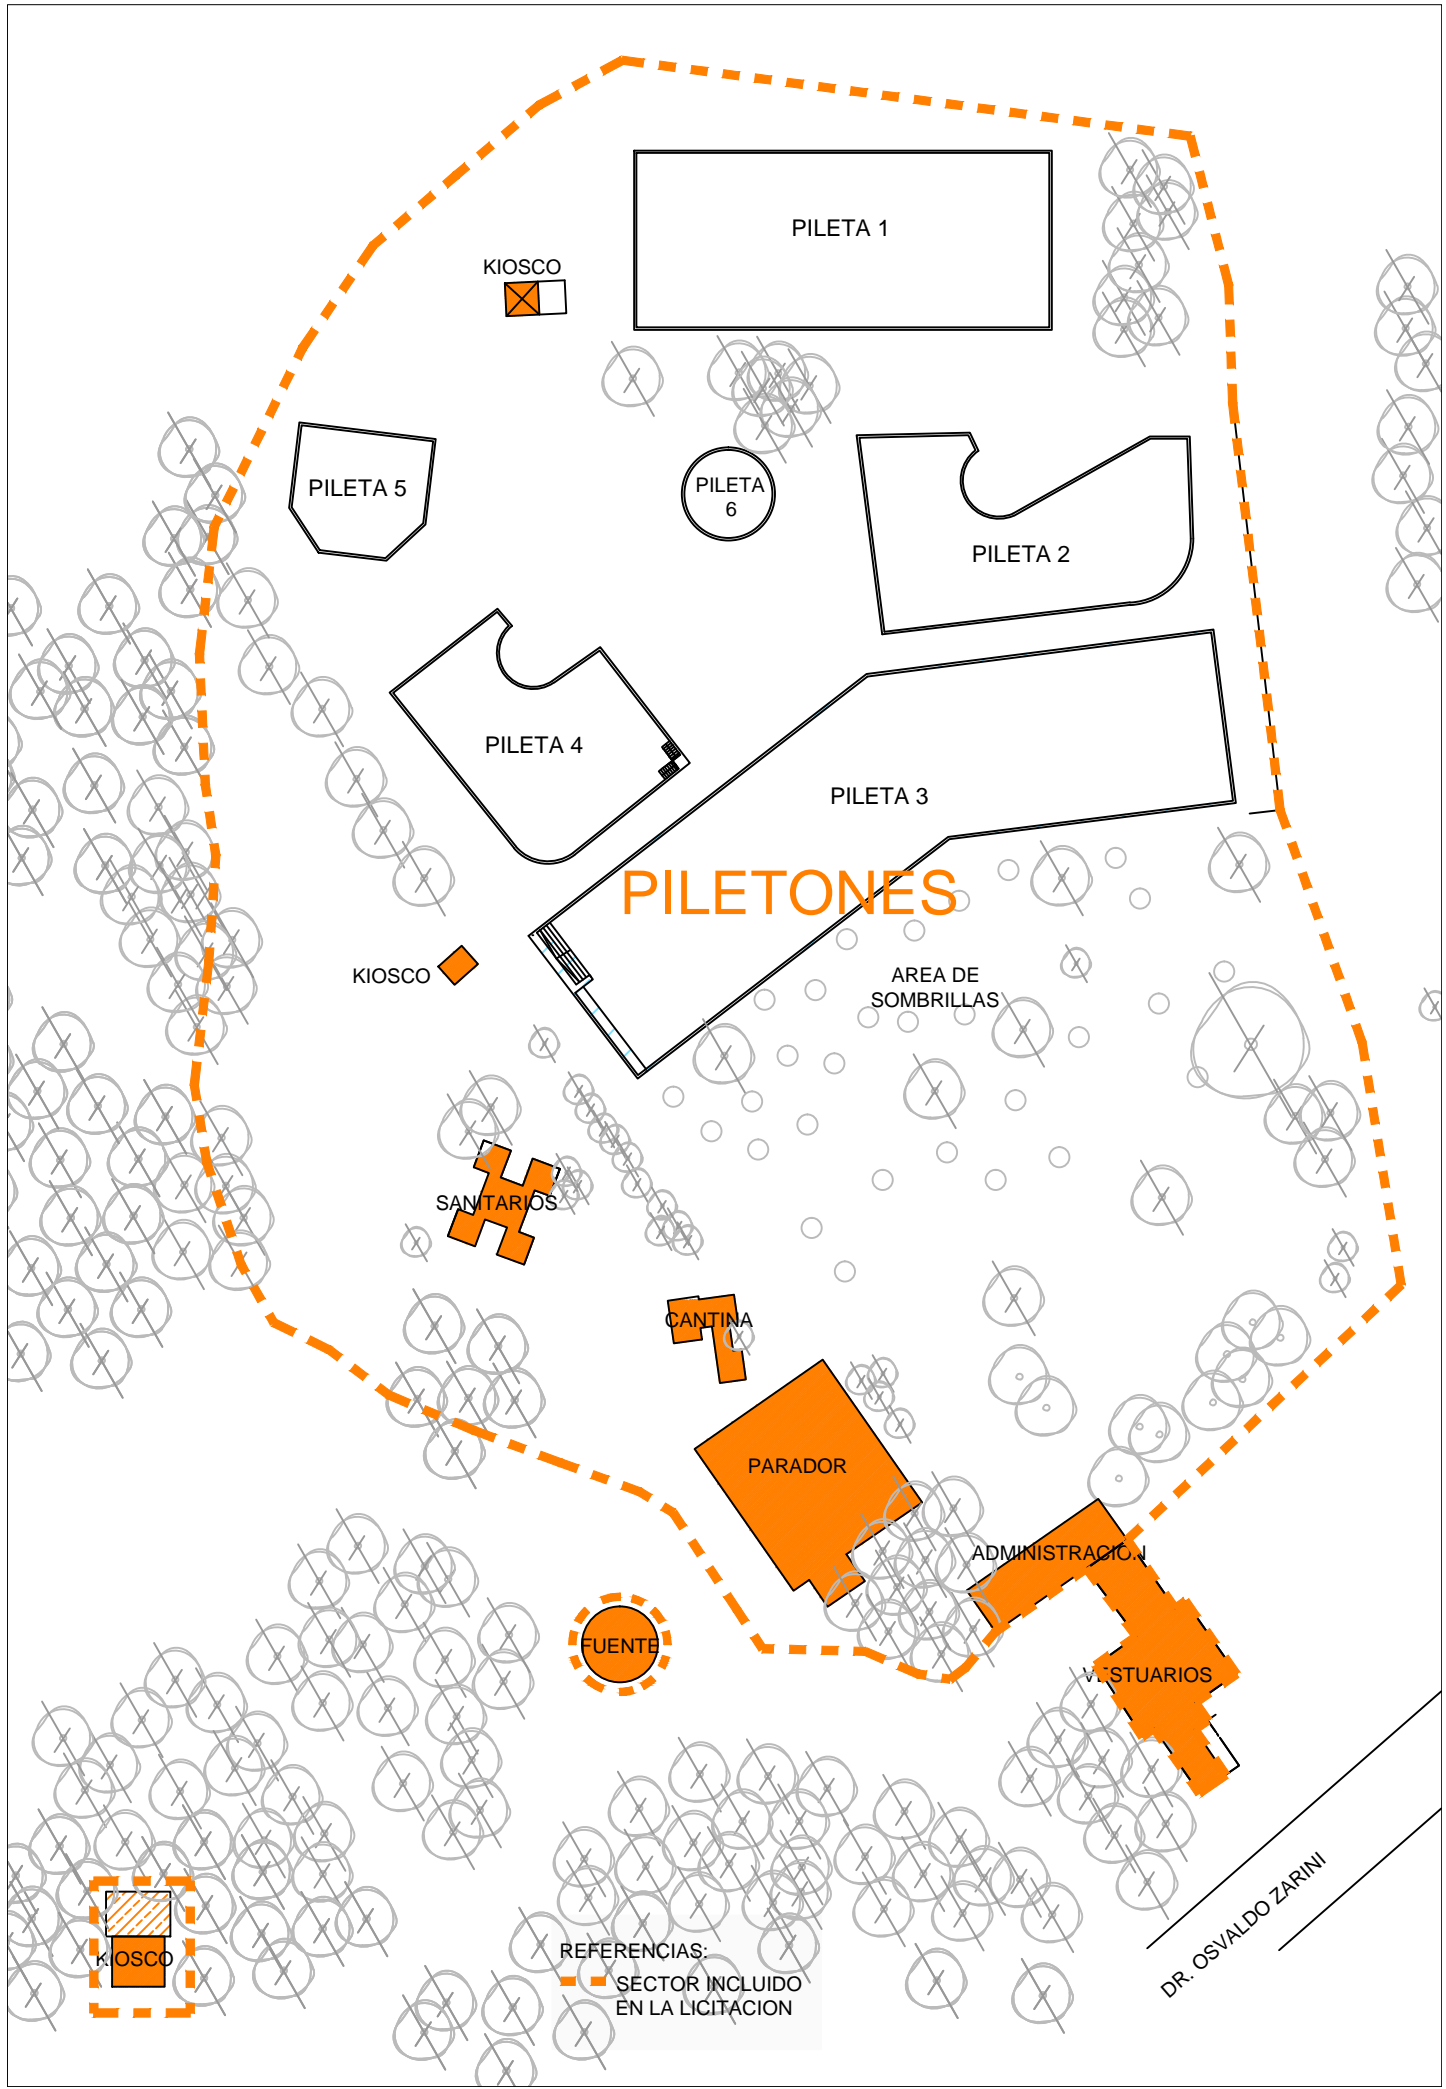 PILETA 1
KIOSCO
PILETA 5
PILETA
6
PILETA 2
PILETA 4
PILETA 3
PILETONES
KIOSCO
AREA DE
SOMBRILLAS
SANITARIOS
CANTINA
PARADOR
ADMINISTRACIÓN
FUENTE
VESTUARIOS
DR. OSVALDO ZARINI
KIOSCO
REFERENCIAS:
SECTOR INCLUIDO
EN LA LICITACION